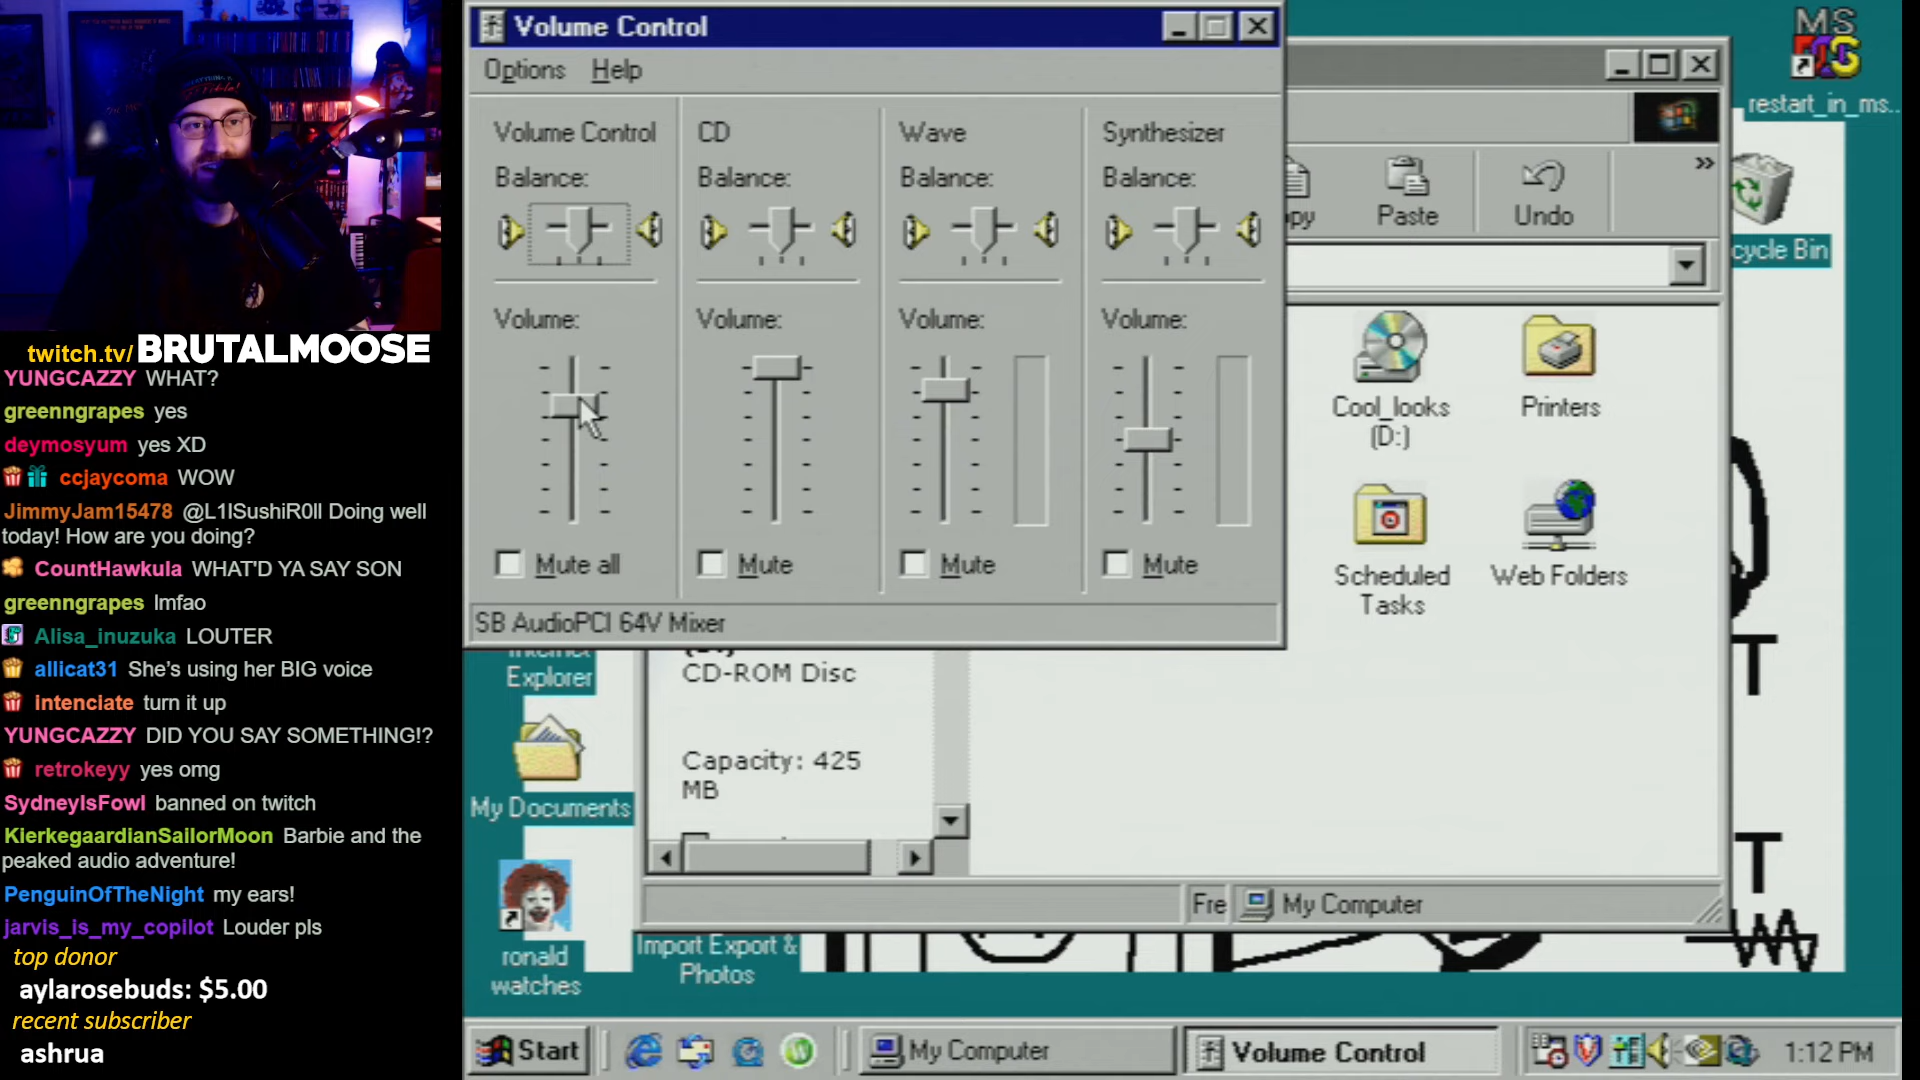 Volume Control
Options Help
Volume Control
Balance:
Volume:
Mute all
CD
Balance:
Volume:
Mute
Wave
Balance:
Volume:
Mute
Synthesizer
Balance:
Volume:
Mute
SB AudioPCI 64V Mixer
MS
restart_in_ms...
Paste
Undo
»
cycle Bin
Cool_looks
(D:)
Printers
Scheduled
Tasks
Web Folders
Explorer
CD-ROM Disc
Capacity: 425
MB
My Documents
Fre
My Computer
T
T
ronald
watches
Import Export &
Photos
Start
My Computer
Volume Control
1:12 PM
twitch.tv/BRUTALMOOSE
YUNGCAZZY WHAT?
greenngrapes yes
deymosyum yes XD
ccjaycoma WOW
JimmyJam15478 @L1lSushiR0ll Doing well
today! How are you doing?
CountHawkula WHAT'D YA SAY SON
greenngrapes lmfao
Alisa_inuzuka LOUTER
allicat31 She's using her BIG voice
intenciate turn it up
YUNGCAZZY DID YOU SAY SOMETHING!?
retrokeyy yes omg
SydneyIsFowl banned on twitch
KierkegaardianSailorMoon Barbie and the
peaked audio adventure!
PenguinOfTheNight my ears!
jarvis_is_my_copilot Louder pls
top donor
aylarosebuds: $5.00
recent subscriber
ashrua